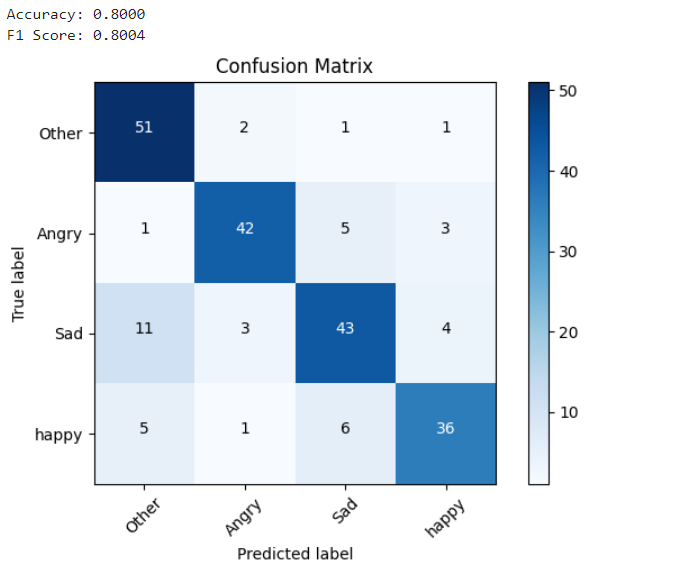 Accuracy: 0.8000
F1 Score: 0.8004
Confusion Matrix
Other 51 2 1 1
Angry 1 42 5 3
Sad 11 3 43 4
happy 5 1 6 36
Other Angry Sad happy
Predicted label
True label
50
40
30
20
10